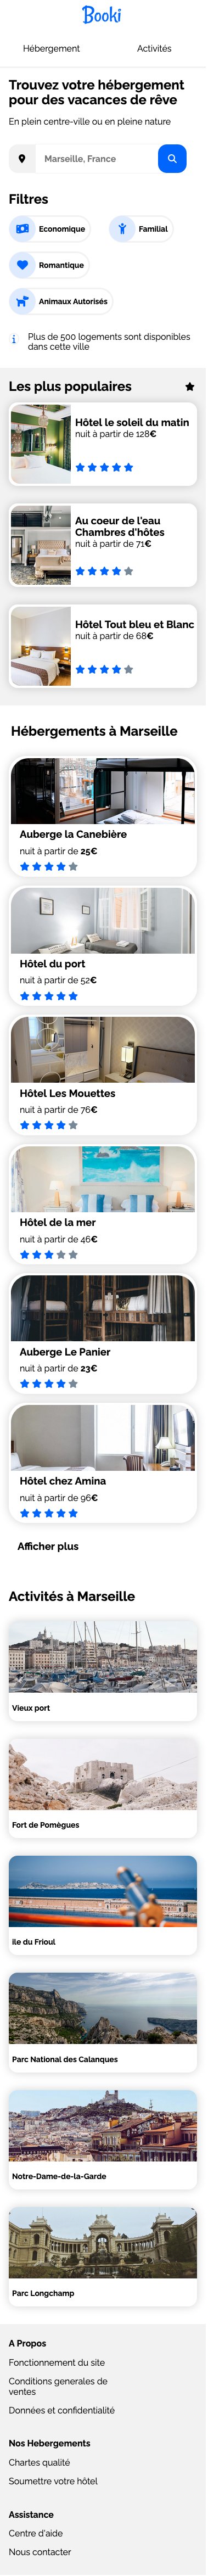 Booki
Hébergement
Activités
Trouvez votre hébergement
pour des vacances de rêve
En plein centre-ville ou en pleine nature
Marseille, France
Filtres
Economique
Familial
Romantique
Animaux Autorisés
Plus de 500 logements sont disponibles
dans cette ville
Les plus populaires
Hôtel le soleil du matin
nuit à partir de 128€
Au coeur de l'eau
Chambres d'hôtes
nuit à partir de 71€
Hôtel Tout bleu et Blanc
nuit à partir de 68€
Hébergements à Marseille
Auberge la Canebière
nuit à partir de 25€
Hôtel du port
nuit à partir de 52€
Hôtel Les Mouettes
nuit à partir de 76€
Hôtel de la mer
nuit à partir de 46€
Auberge Le Panier
nuit à partir de 23€
Hôtel chez Amina
nuit à partir de 96€
Afficher plus
Activités à Marseille
Vieux port
Fort de Pomègues
île du Frioul
Parc National des Calanques
Notre-Dame-de-la-Garde
Parc Longchamp
A Propos
Fonctionnement du site
Conditions generales de
ventes
Données et confidentialité
Nos Hebergements
Chartes qualité
Soumettre votre hôtel
Assistance
Centre d'aide
Nous contacter